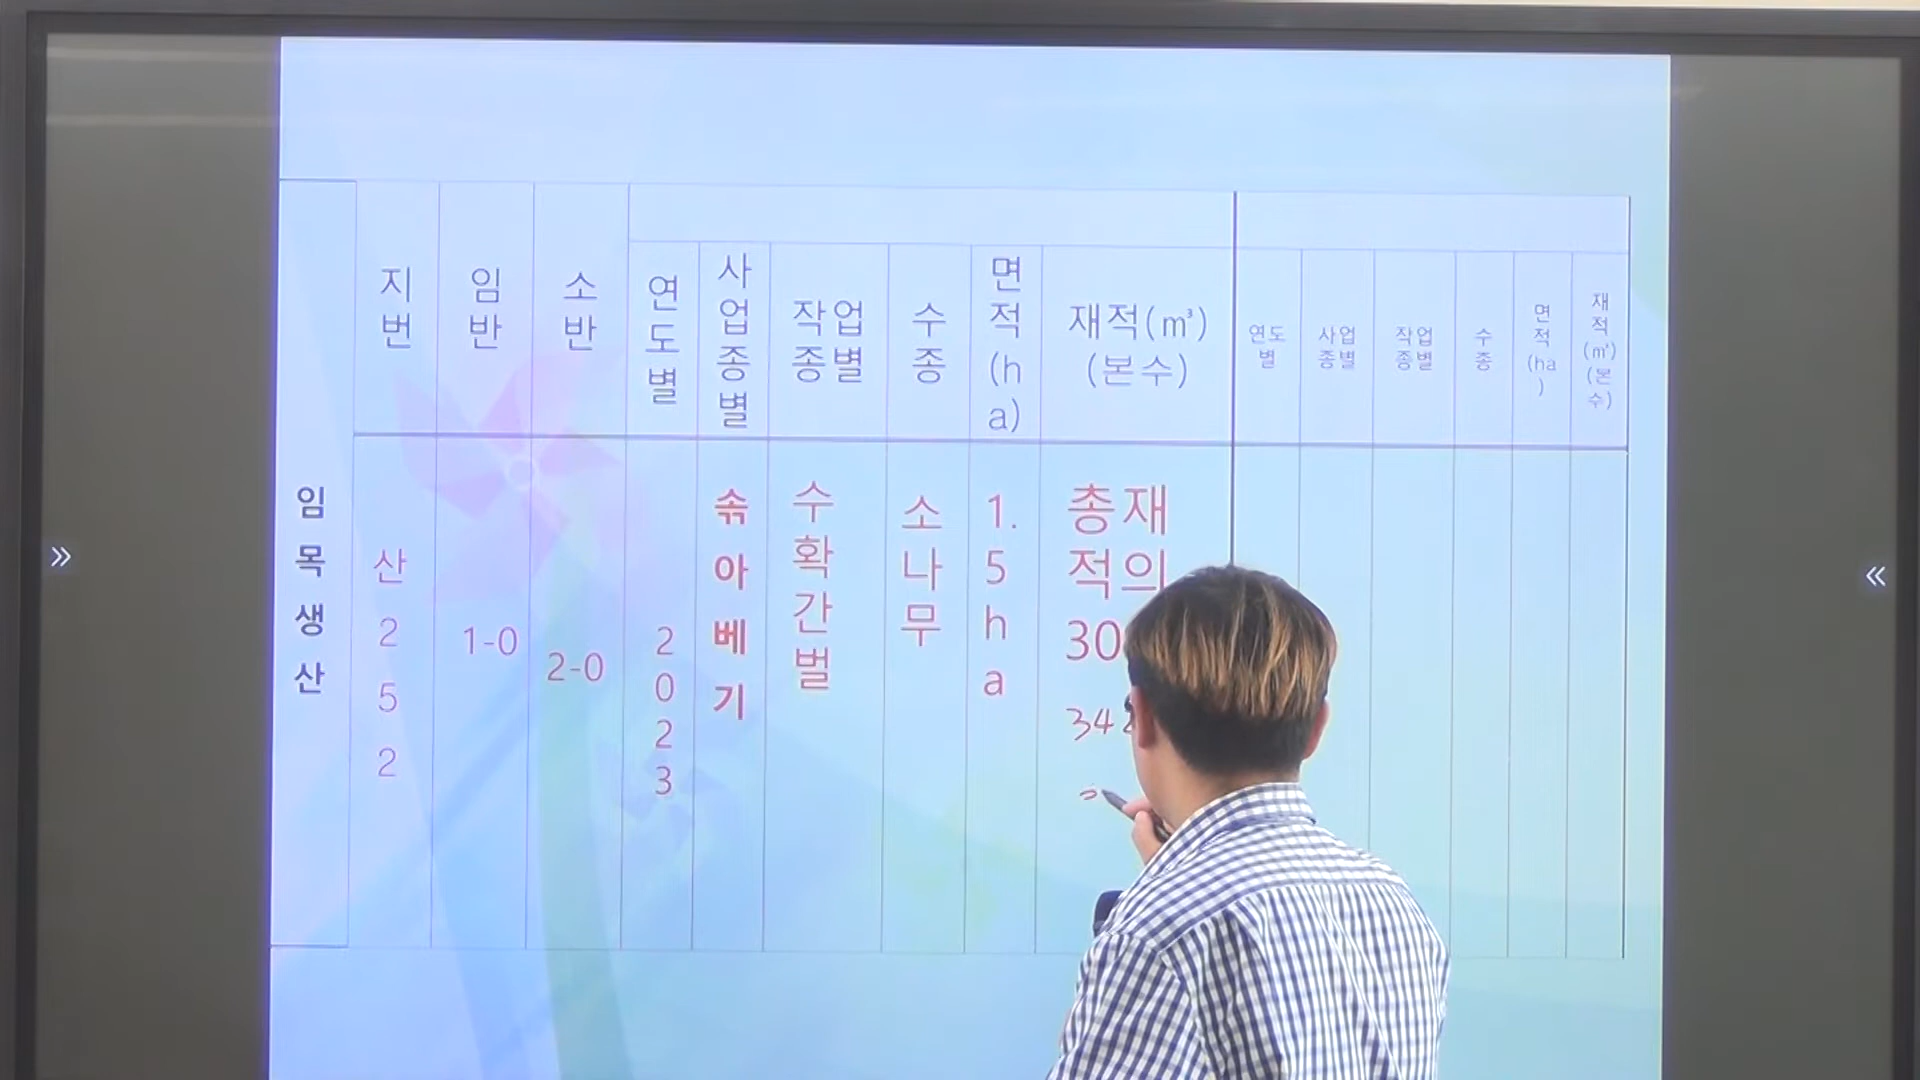 지번
임반
소반
연도별
사업종별
작업종별
수종
면적(ha)
재적(㎥)
(본수)
연도별
사업종별
작업종별
수종
면적(ha)
재적(㎥)(본수)
임목생산
산252
1-0
2-0
2023
솎아베기
수확간벌
소나무
1.5ha
총재
적의
30
34